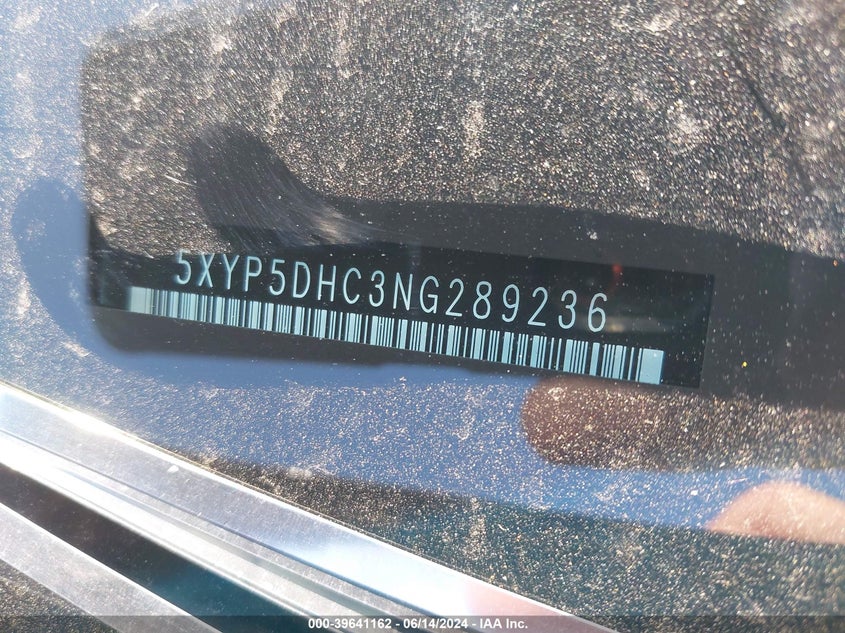 5XYP5DHC3NG289236
000-39641162 - 06/14/2024 - IAA Inc.